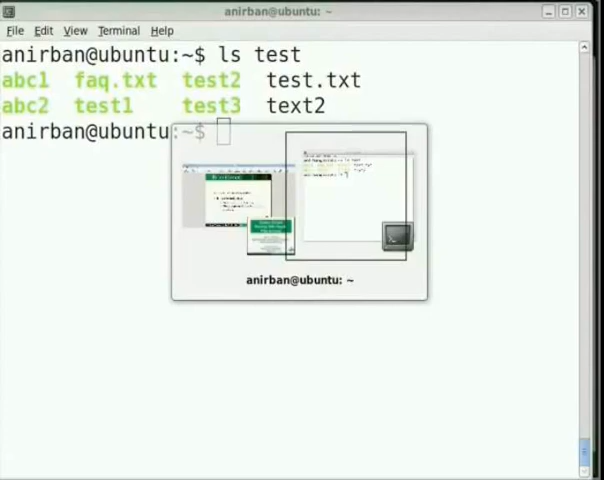 anirban@ubuntu: ~
File Edit View Terminal Help
anirban@ubuntu:~$ ls test
abc1 faq.txt test2 test.txt
abc2 test1 test3 text2
anirban@ubuntu:~$
anirban@ubuntu: ~